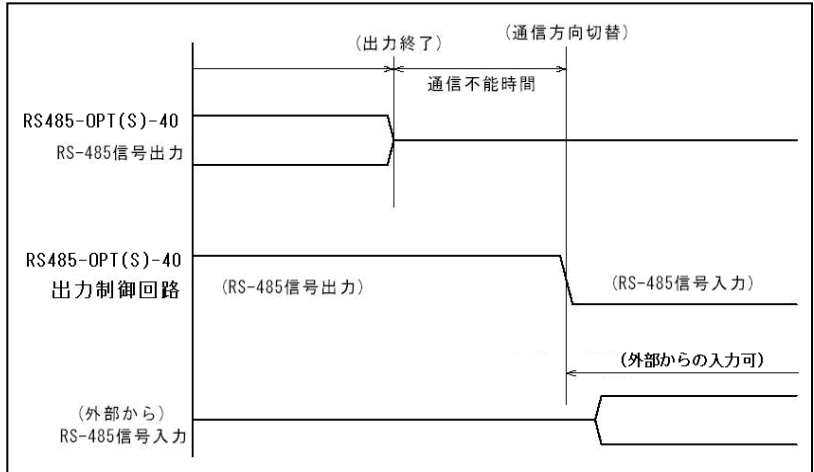 (出力終了)
(通信方向切替)
通信不能時間
RS485-OPT(S)-40
RS-485信号出力
RS485-OPT(S)-40
出力制御回路
(RS-485信号出力)
(RS-485信号入力)
(外部からの入力可)
(外部から)
RS-485信号入力